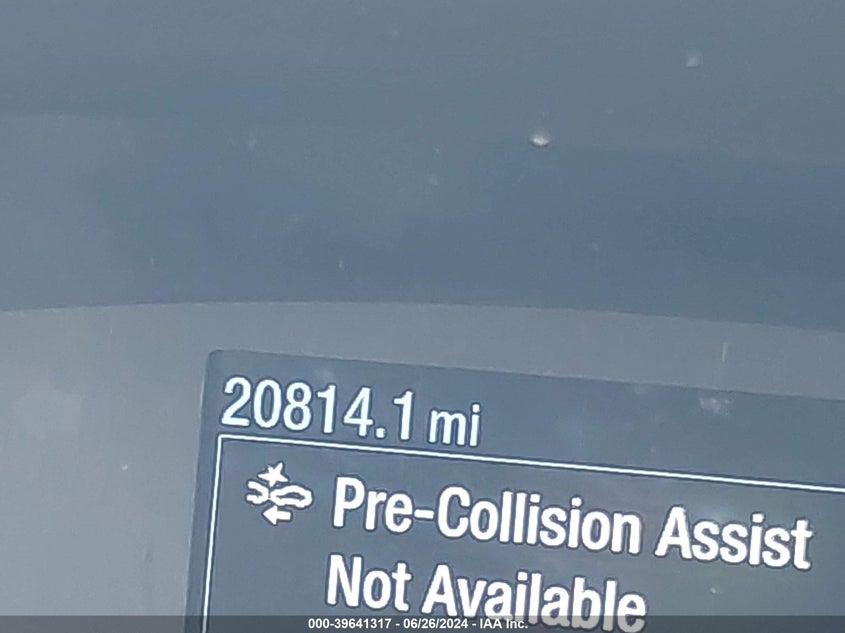 20814.1 mi
Pre-Collision Assist
Not Available
000-39641317 - 06/26/2024 - IAA Inc.